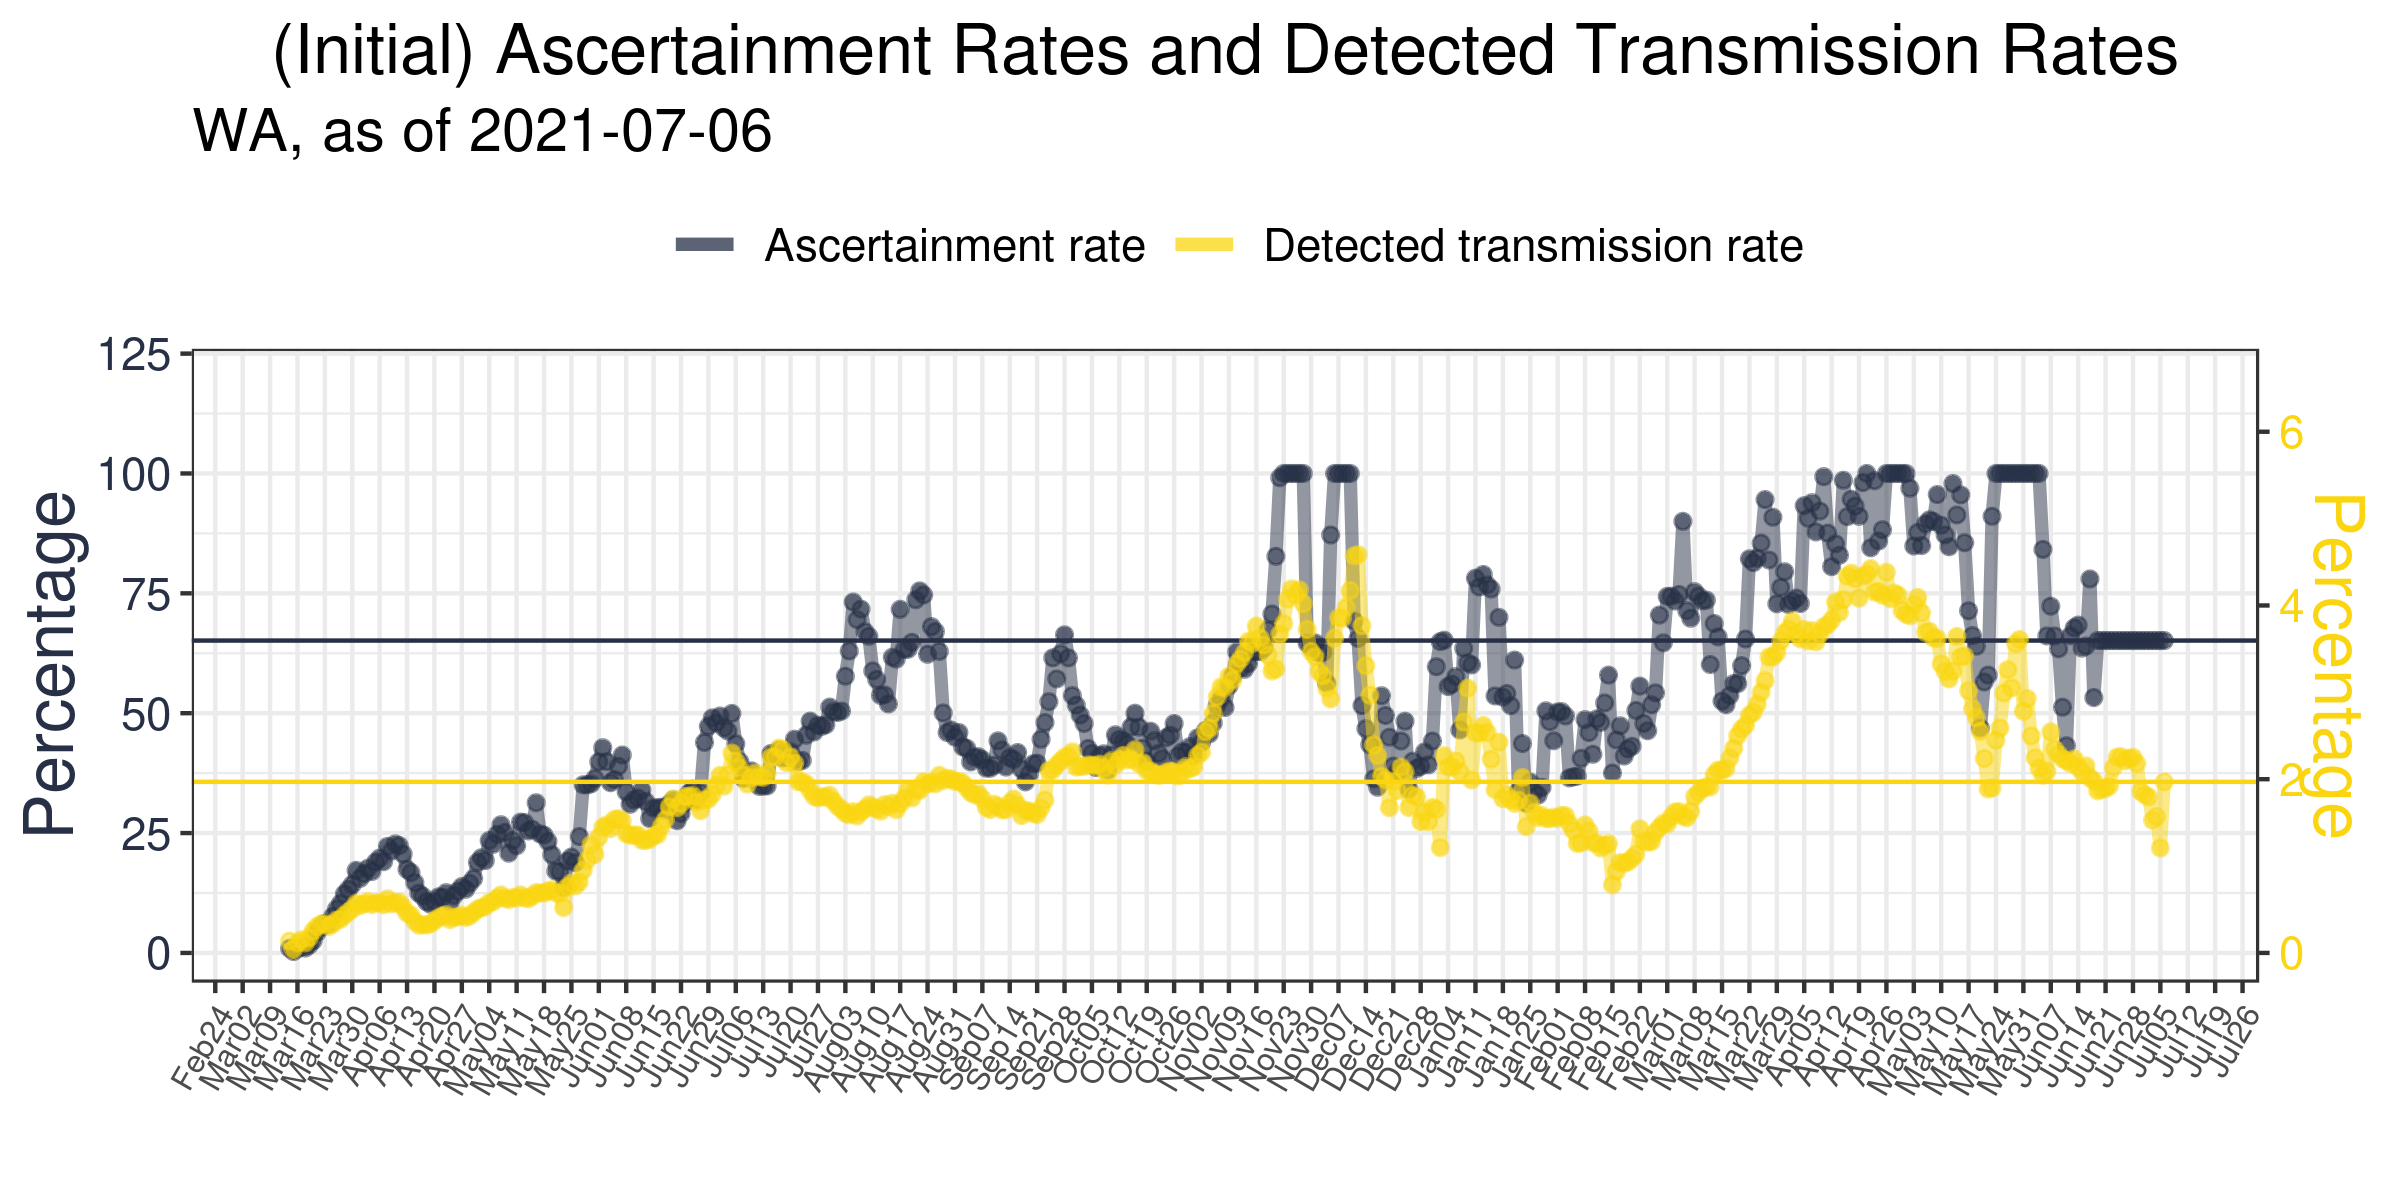 (Initial) Ascertainment Rates and Detected Transmission Rates
WA, as of 2021-07-06
Ascertainment rate
Detected transmission rate
Percentage
125
100
75
50
25
0
6
4
2
0
Percentage
Feb24
Mar02
Mar09
Mar16
Mar23
Mar30
Apr06
Apr13
Apr20
Apr27
May04
May11
May18
May25
Jun01
Jun08
Jun15
Jun22
Jun29
Jul06
Jul13
Jul20
Jul27
Aug03
Aug10
Aug17
Aug24
Aug31
Sep07
Sep14
Sep21
Sep28
Oct05
Oct12
Oct19
Oct26
Nov02
Nov09
Nov16
Nov23
Nov30
Dec07
Dec14
Dec21
Dec28
Jan04
Jan11
Jan18
Jan25
Feb01
Feb08
Feb15
Feb22
Mar01
Mar08
Mar15
Mar22
Mar29
Apr05
Apr12
Apr19
Apr26
May03
May10
May17
May24
May31
Jun07
Jun14
Jun21
Jun28
Jul05
Jul12
Jul19
Jul26